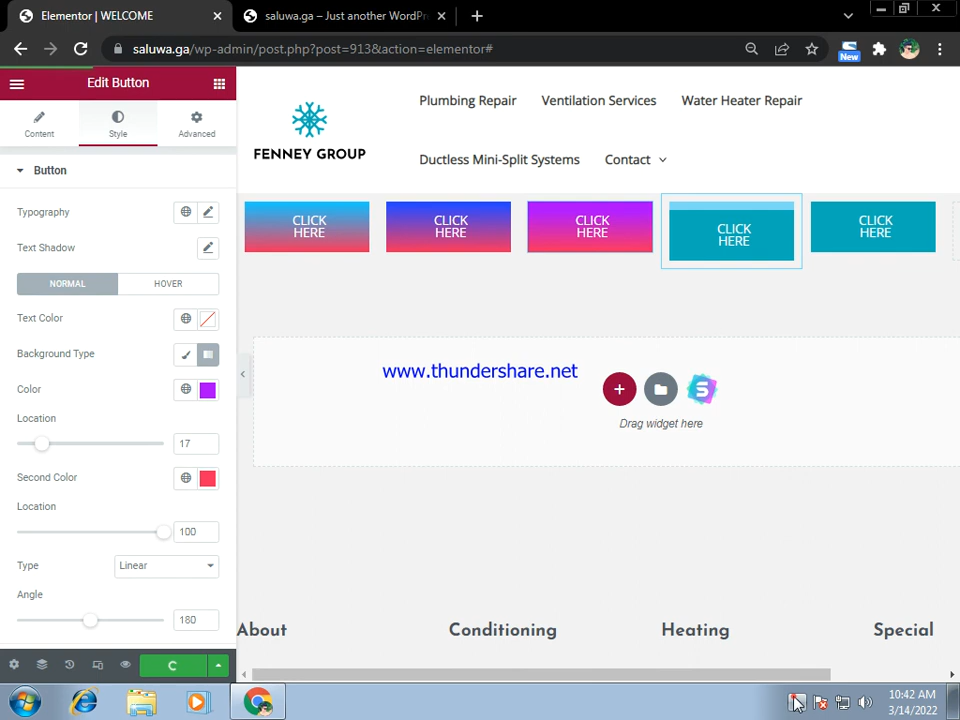 Elementor | WELCOME
saluwa.ga – Just another WordPr
saluwa.ga/wp-admin/post.php?post=913&action=elementor#
New
Edit Button
Content
Style
Advanced
Button
Typography
Text Shadow
NORMAL
HOVER
Text Color
Background Type
Color
Location
17
Second Color
Location
100
Type
Linear
Angle
180
FENNEY GROUP
Plumbing Repair
Ventilation Services
Water Heater Repair
Ductless Mini-Split Systems
Contact
CLICK
HERE
CLICK
HERE
CLICK
HERE
CLICK
HERE
CLICK
HERE
www.thundershare.net
S
Drag widget here
About
Conditioning
Heating
Special
10:42 AM
3/14/2022